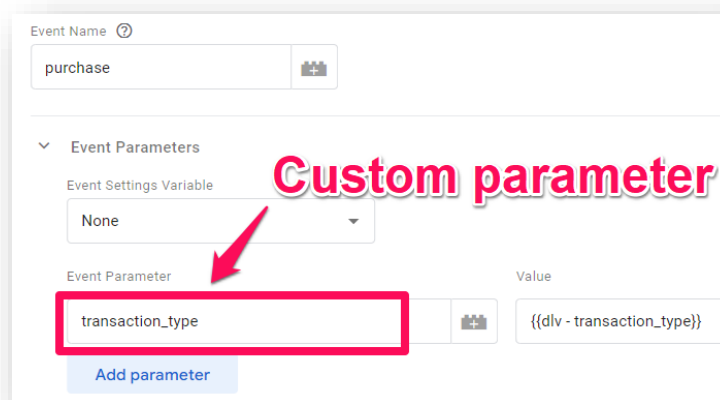 Event Name
purchase
Event Parameters
Custom parameter
Event Settings Variable
None
Event Parameter
Value
transaction_type
{{dlv - transaction_type}}
Add parameter